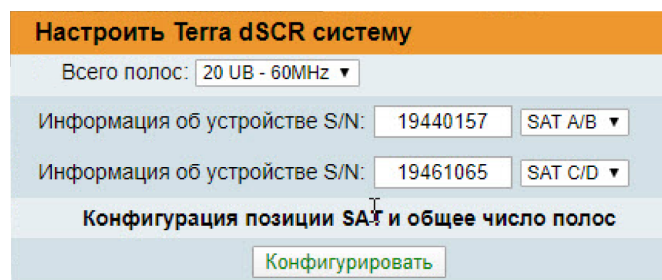 Настроить Terra dSCR систему
Всего полос: 20 UB - 60MHz ▼
Информация об устройстве S/N: 19440157 SAT A/B ▼
Информация об устройстве S/N: 19461065 SAT C/D ▼
Конфигурация позиции SAT и общее число полос
Конфигурировать